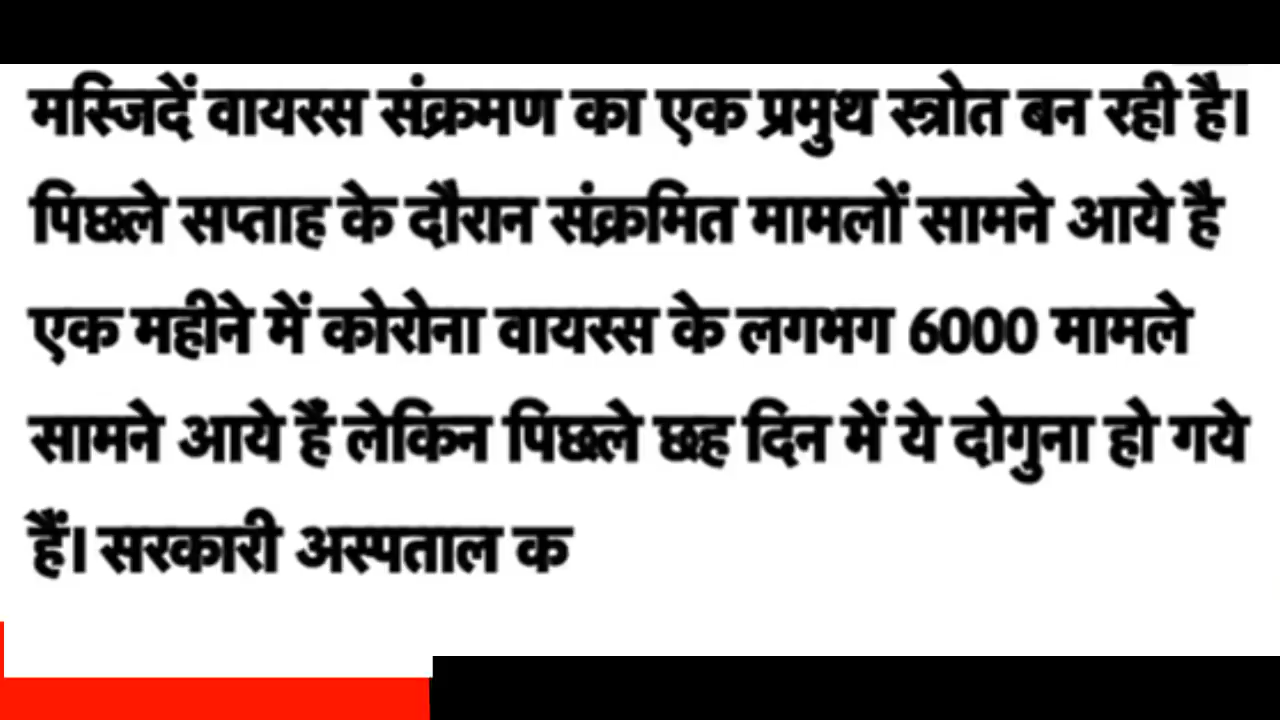 मस्जिदें वायरस संक्रमण का एक प्रमुथ स्त्रोत बन रही है।
पिछले सप्ताह के दौरान संक्रमित मामलों सामने आये है
एक महीने में कोरोना वायरस के लगभग 6000 मामले
सामने आये हैं लेकिन पिछले छह दिन में ये दोगुना हो गये
हैं। सरकारी अस्पताल क